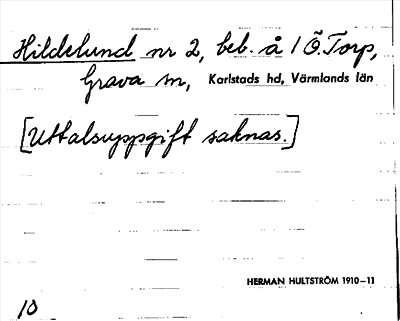 Hildelund nr 2, beb. å 1 Ö. Torp,
Grava sn, Karlstads hd, Värmlands län
[Uttalsuppgift saknas.]
HERMAN HULTSTRÖM 1910–11
10